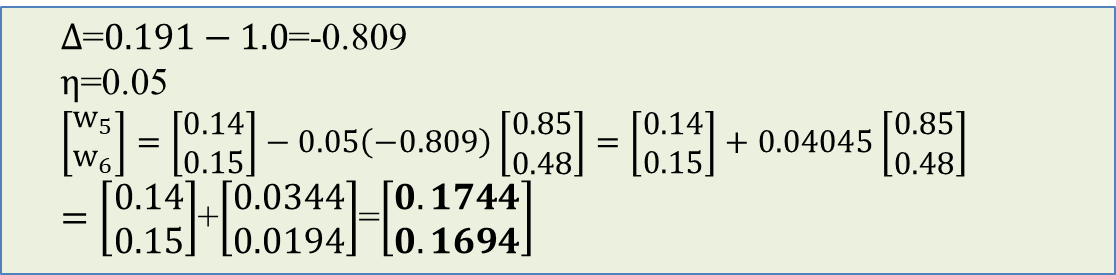 Δ=0.191 − 1.0=-0.809
η=0.05
[w₅ w₆] = [0.14 0.15] − 0.05(−0.809) [0.85 0.48] = [0.14 0.15] + 0.04045 [0.85 0.48]
= [0.14 0.15]+[0.0344 0.0194]=[0.1744 0.1694]